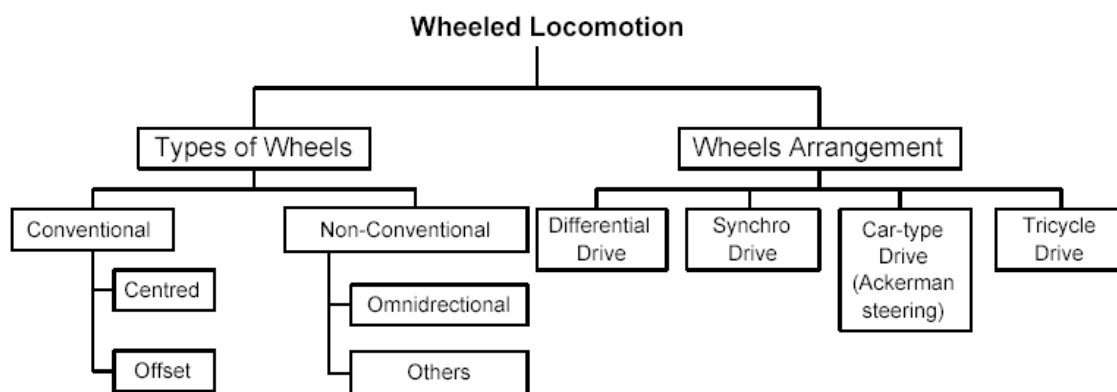 Wheeled Locomotion
Types of Wheels
Wheels Arrangement
Conventional
Non-Conventional
Differential
Drive
Synchro
Drive
Car-type
Drive
(Ackerman
steering)
Tricycle
Drive
Centred
Omnidrectional
Offset
Others